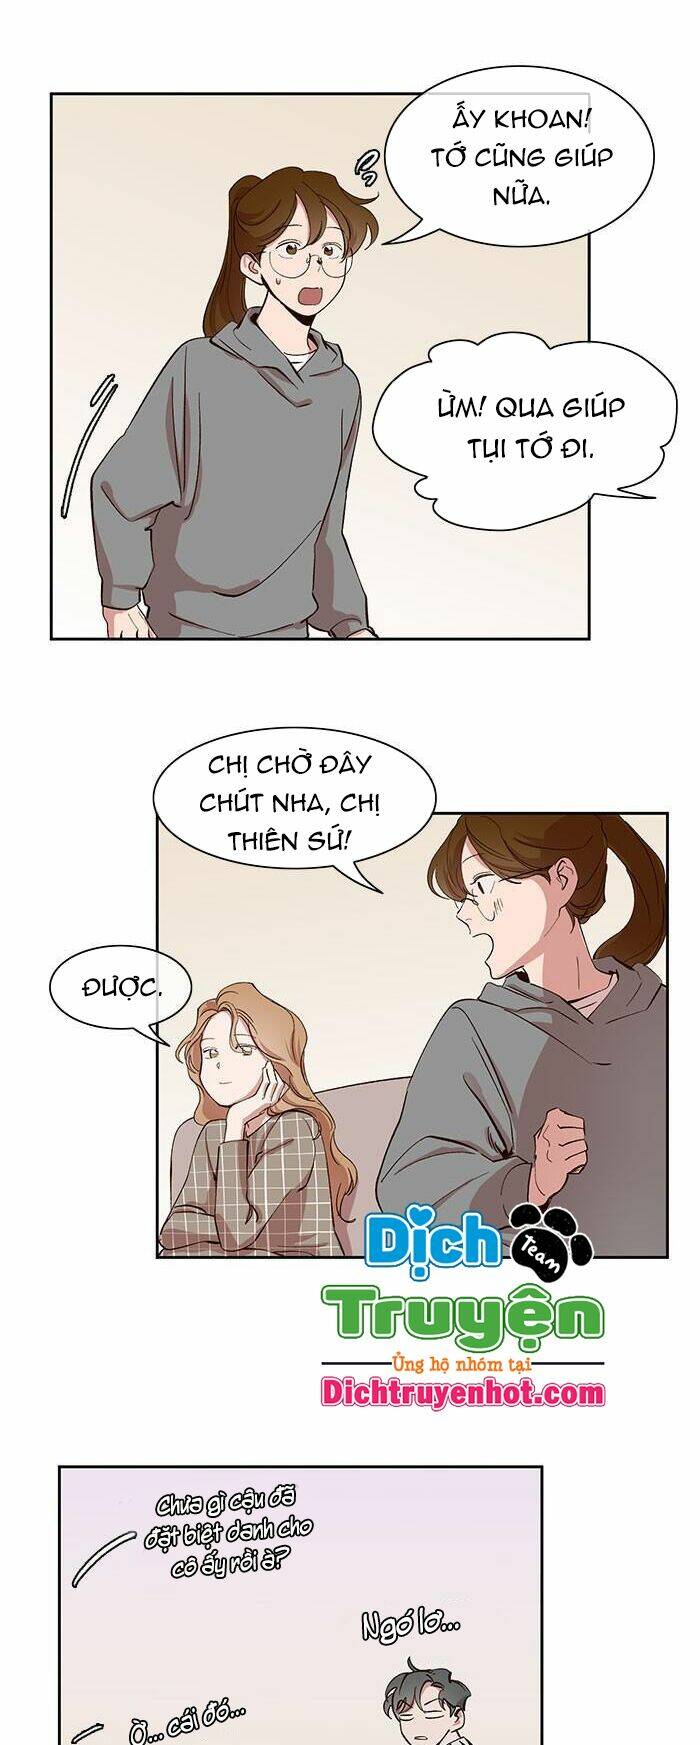 ẤY KHOAN!
TỚ CŨNG GIÚP
NỮA.
ỪM! QUA GIÚP
TỤI TỚ ĐI.
CHỊ CHỜ ĐÂY
CHÚT NHA, CHỊ
THIÊN SỨ!
ĐƯỢC.
Dịch
Team
Truyện
Ủng hộ nhóm tại
Dichtruyenhot.com
Chưa gì cậu đã
đặt biệt danh cho
cô ấy rồi à?
Ngó lơ...
Ờ... cái đó...